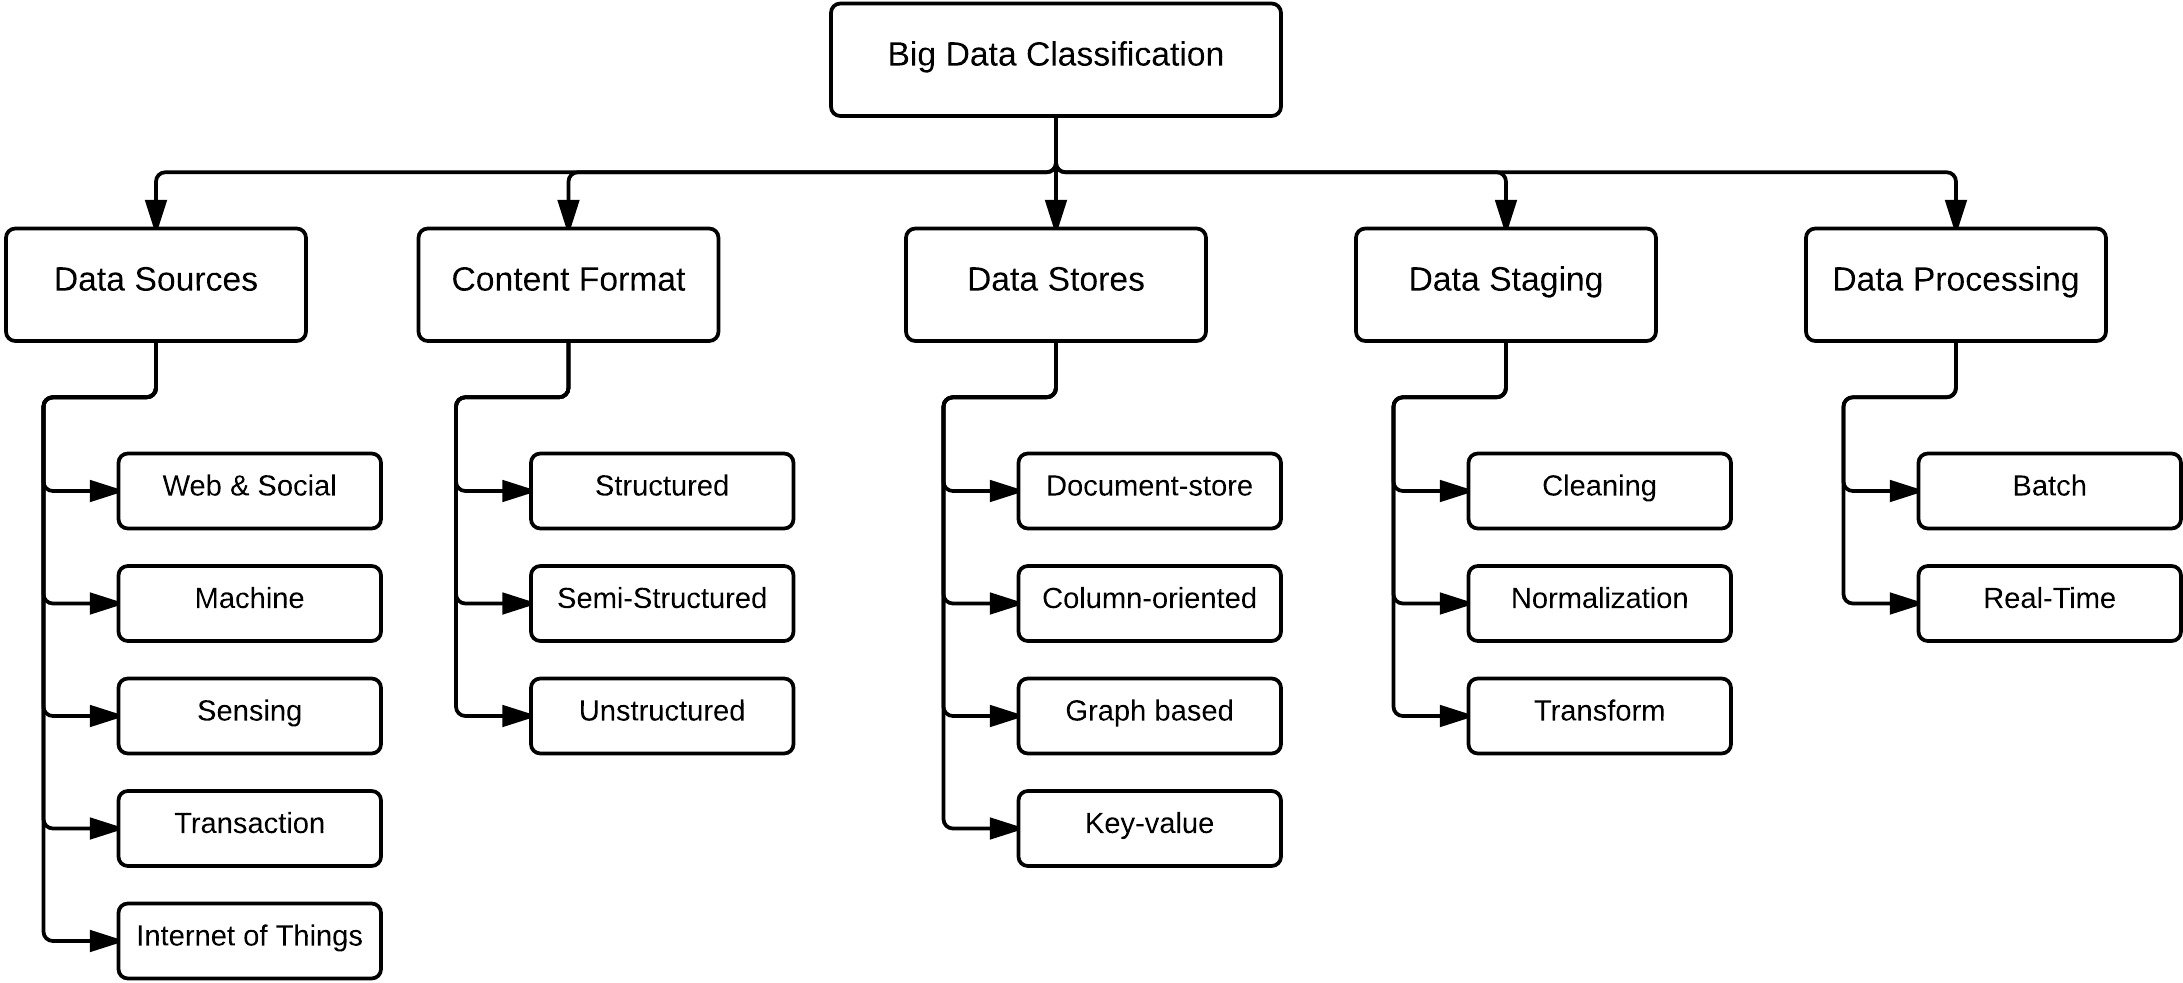 Big Data Classification
Data Sources
Content Format
Data Stores
Data Staging
Data Processing
Web & Social
Machine
Sensing
Transaction
Internet of Things
Structured
Semi-Structured
Unstructured
Document-store
Column-oriented
Graph based
Key-value
Cleaning
Normalization
Transform
Batch
Real-Time